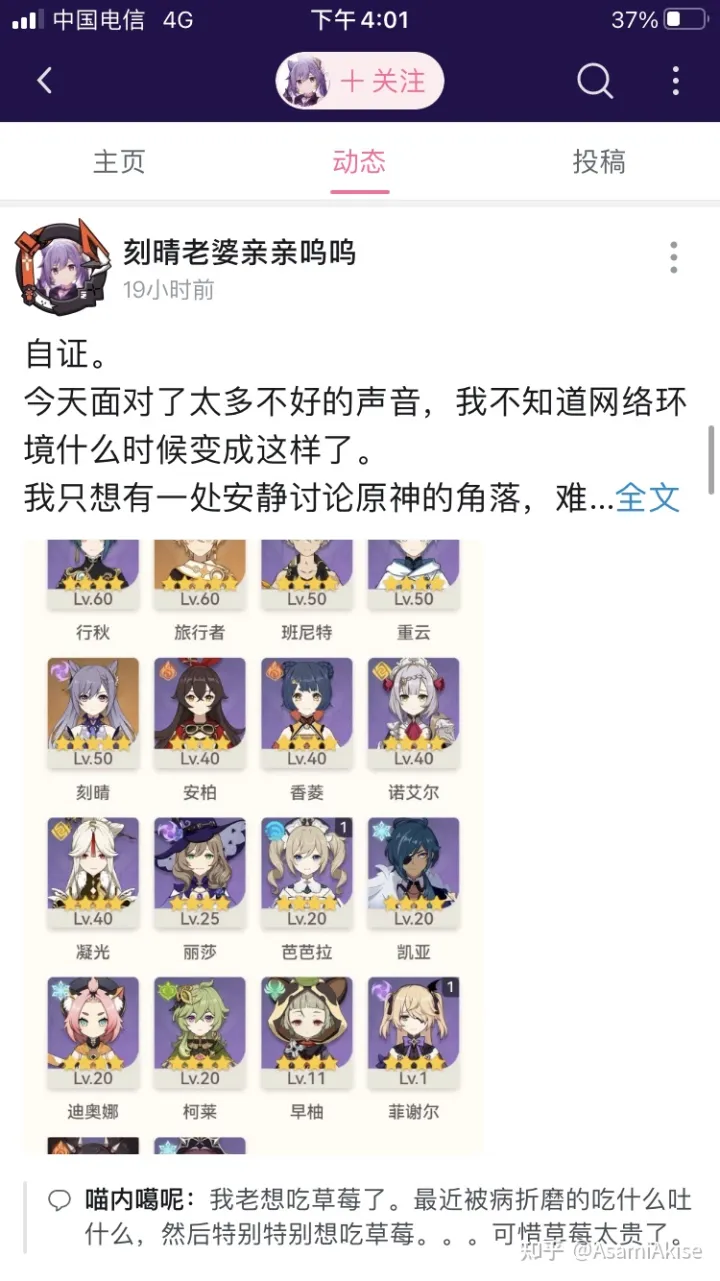 中国电信 4G 下午4:01 37%
+ 关注
主页 动态 投稿
刻晴老婆亲亲呜呜
19小时前
自证。
今天面对了太多不好的声音，我不知道网络环
境什么时候变成这样了。
我只想有一处安静讨论原神的角落，难...全文
Lv.60 Lv.60 Lv.50 Lv.50
行秋 旅行者 班尼特 重云
Lv.50 Lv.40 Lv.40 Lv.40
刻晴 安柏 香菱 诺艾尔
1
Lv.40 Lv.25 Lv.20 Lv.20
凝光 丽莎 芭芭拉 凯亚
1
Lv.20 Lv.20 Lv.11 Lv.1
迪奥娜 柯莱 早柚 菲谢尔
喵内噶呢：我老想吃草莓了。最近被病折磨的吃什么吐
什么，然后特别特别想吃草莓。。。可惜草莓太贵了。
知乎 @AsamiAkise